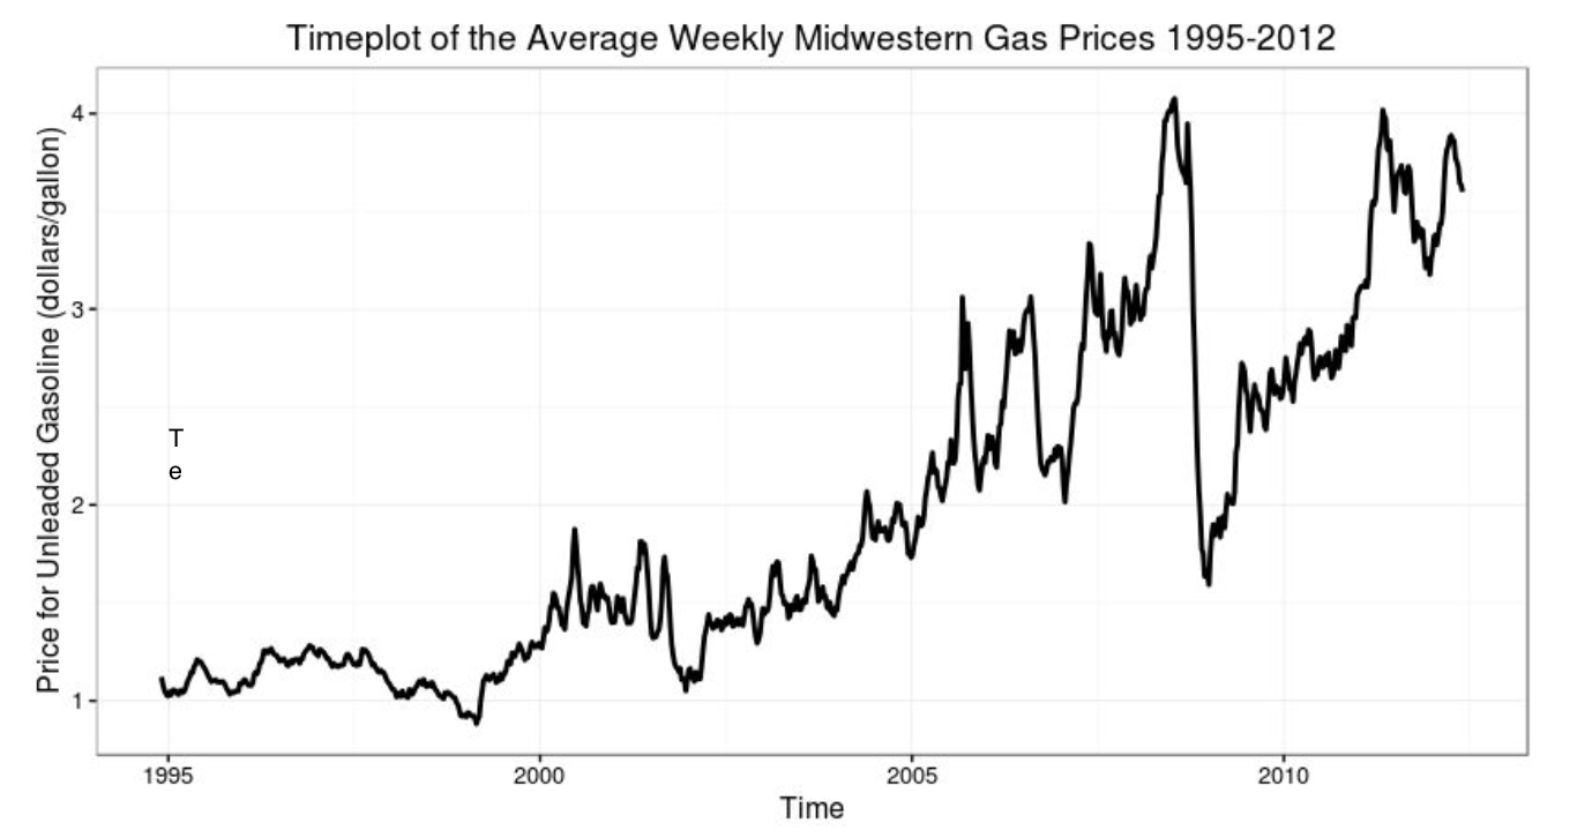 Timeplot of the Average Weekly Midwestern Gas Prices 1995-2012
Price for Unleaded Gasoline (dollars/gallon)
4
3
T
e
2
1
1995 2000 2005 2010
Time